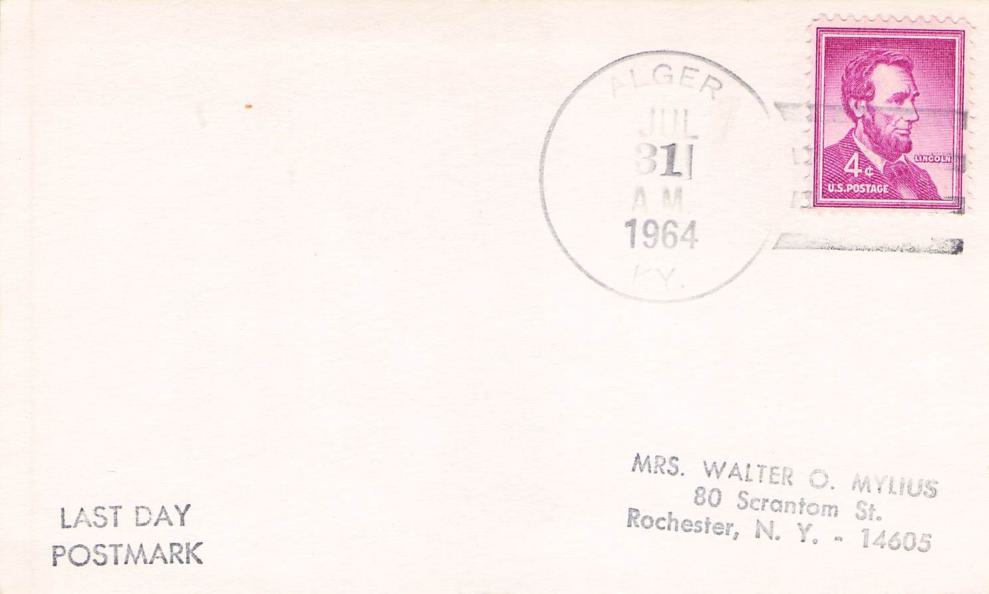 ALGER
JUL
31
A.M.
1964
KY.
LINCOLN
4¢
U.S. POSTAGE
LAST DAY
POSTMARK
MRS. WALTER O. MYLIUS
80 Scrantom St.
Rochester, N. Y. - 14605